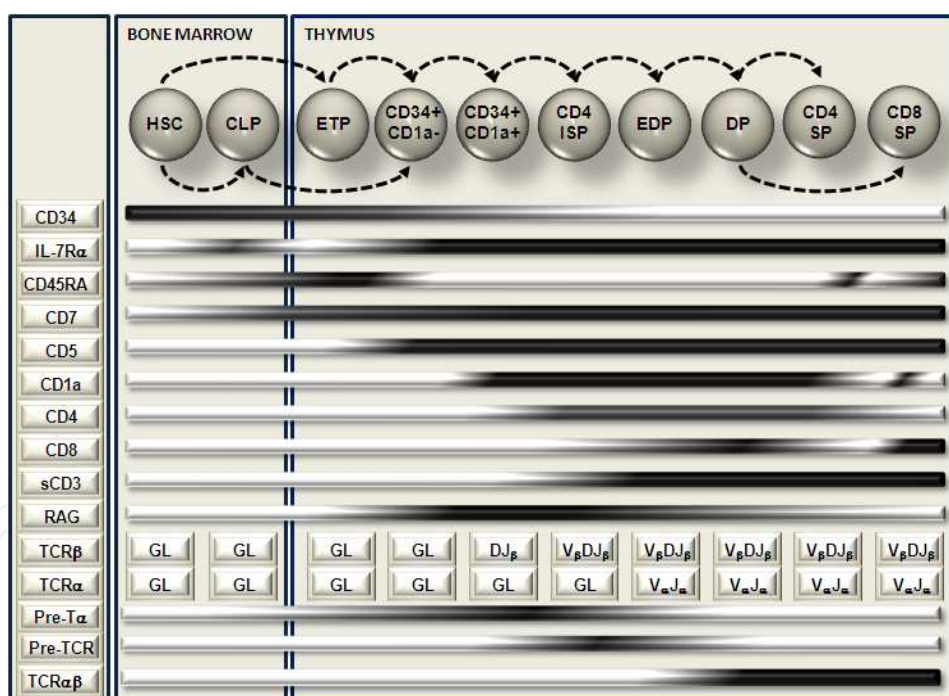 BONE MARROW THYMUS
HSC CLP ETP CD34+ CD1a- CD34+ CD1a+ CD4 ISP EDP DP CD4 SP CD8 SP
CD34
IL-7Rα
CD45RA
CD7
CD5
CD1a
CD4
CD8
sCD3
RAG
TCRβ GL GL GL GL DJβ VβDJβ VβDJβ VβDJβ VβDJβ VβDJβ
TCRα GL GL GL GL GL GL VαJα VαJα VαJα VαJα
Pre-Tα
Pre-TCR
TCRαβ